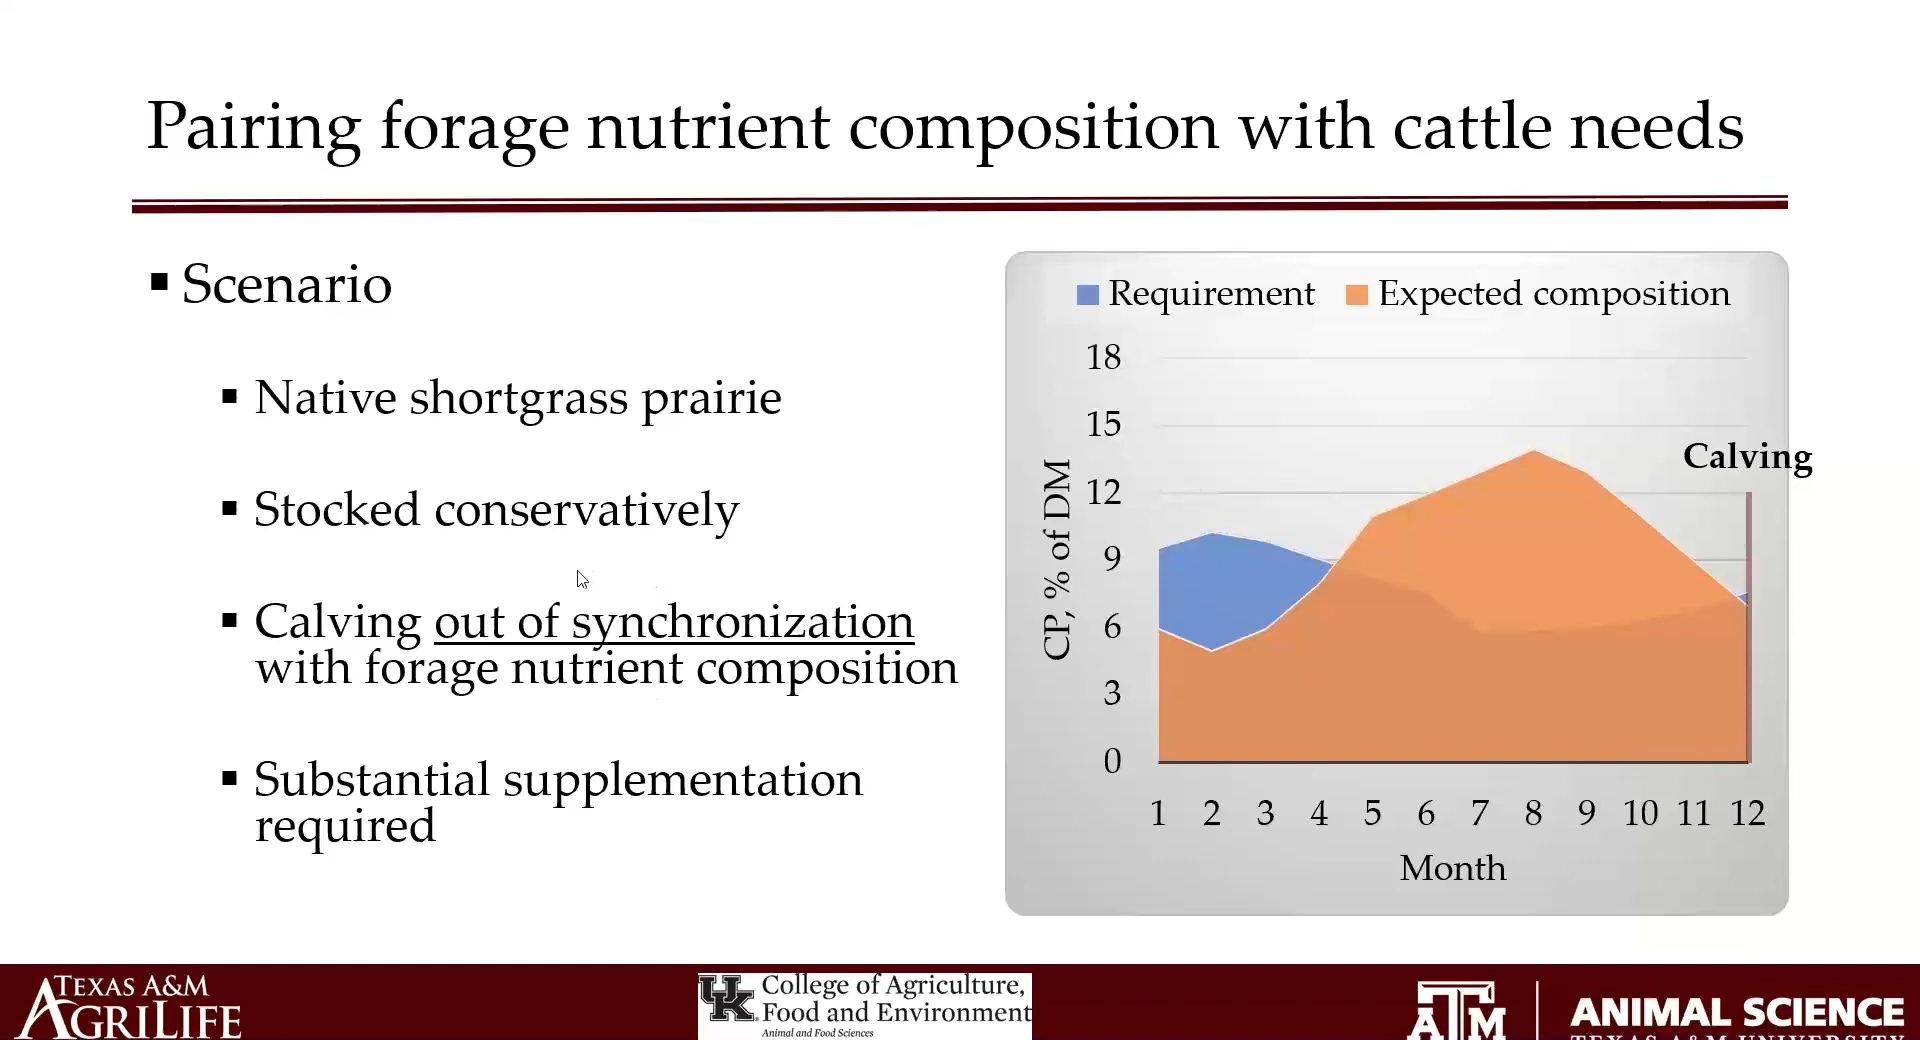 Pairing forage nutrient composition with cattle needs
▪ Scenario
▪ Native shortgrass prairie
▪ Stocked conservatively
▪ Calving out of synchronization
with forage nutrient composition
▪ Substantial supplementation
required
Requirement Expected composition
18
15
12
9
6
3
0
CP, % of DM
Calving
1 2 3 4 5 6 7 8 9 10 11 12
Month
TEXAS A&M
AGRILIFE
UK College of Agriculture,
Food and Environment
Animal and Food Sciences
ATM
ANIMAL SCIENCE
TEXAS A&M UNIVERSITY